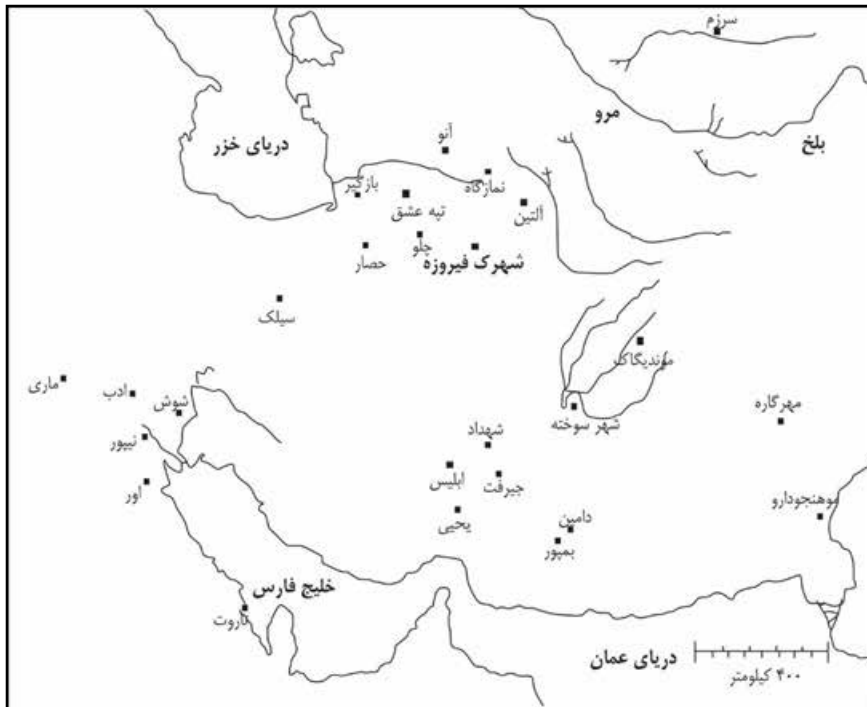 سرزم
مرو
بلخ
دریای خزر
آنو
نمازگاه
بازگیر
تپه عشق
آلتین
چلو
حصار
شهرک فیروزه
سیلک
موندیگاک
ماری
ادب
شوش
شهر سوخته
مهرگاره
نیپور
شهداد
ابلیس
جیرفت
اور
یحیی
دامین
بمپور
موهنجودارو
خلیج فارس
تاروت
دریای عمان
۴۰۰ کیلومتر